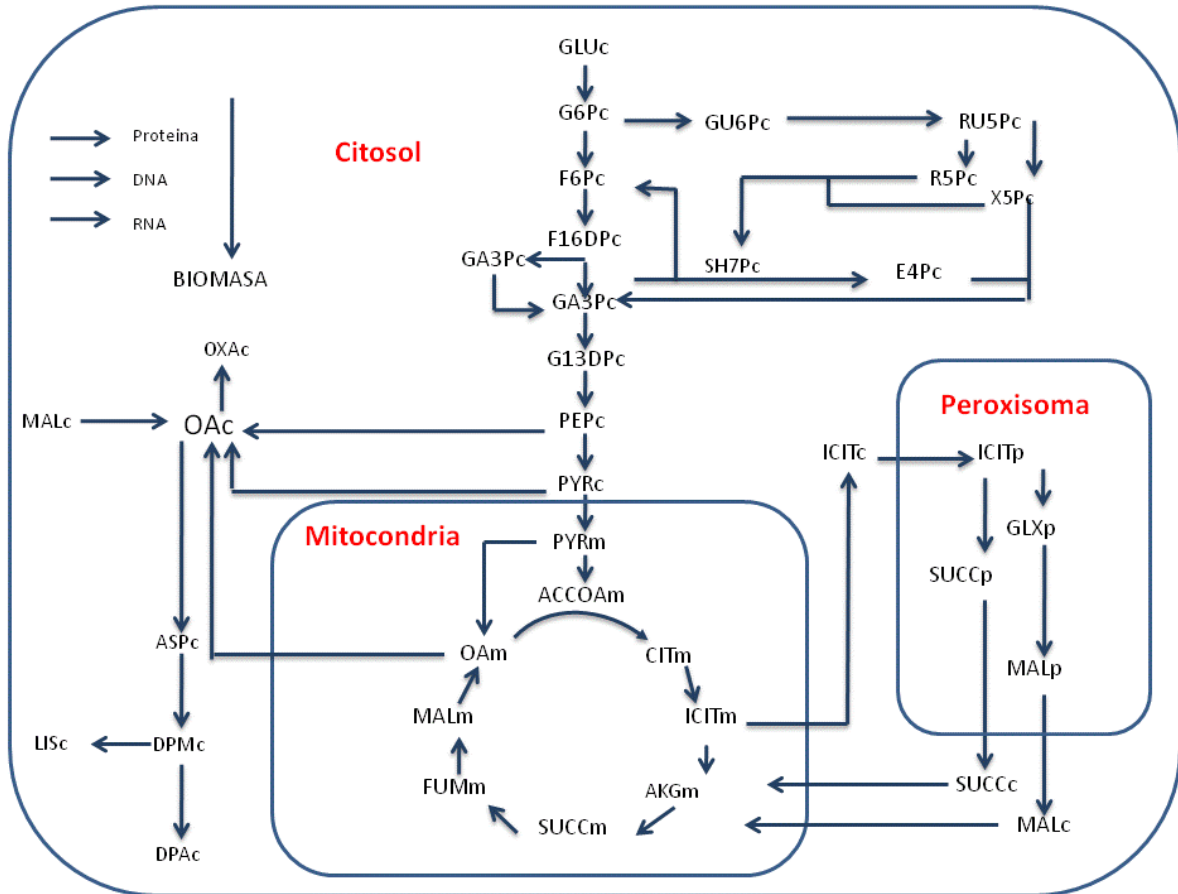 GLUc
G6Pc
GU6Pc
RU5Pc
Proteina
DNA
RNA
Citosol
F6Pc
R5Pc
X5Pc
F16DPc
GA3Pc
SH7Pc
E4Pc
BIOMASA
GA3Pc
OXAc
G13DPc
MALc
OAc
PEPc
Peroxisoma
ICITc
ICITp
PYRc
Mitocondria
PYRm
GLXp
ACCOAm
SUCCp
ASPc
OAm
CITm
MALp
MALm
ICITm
LISc
DPMc
FUMm
AKGm
SUCCc
SUCCm
MALc
DPAc